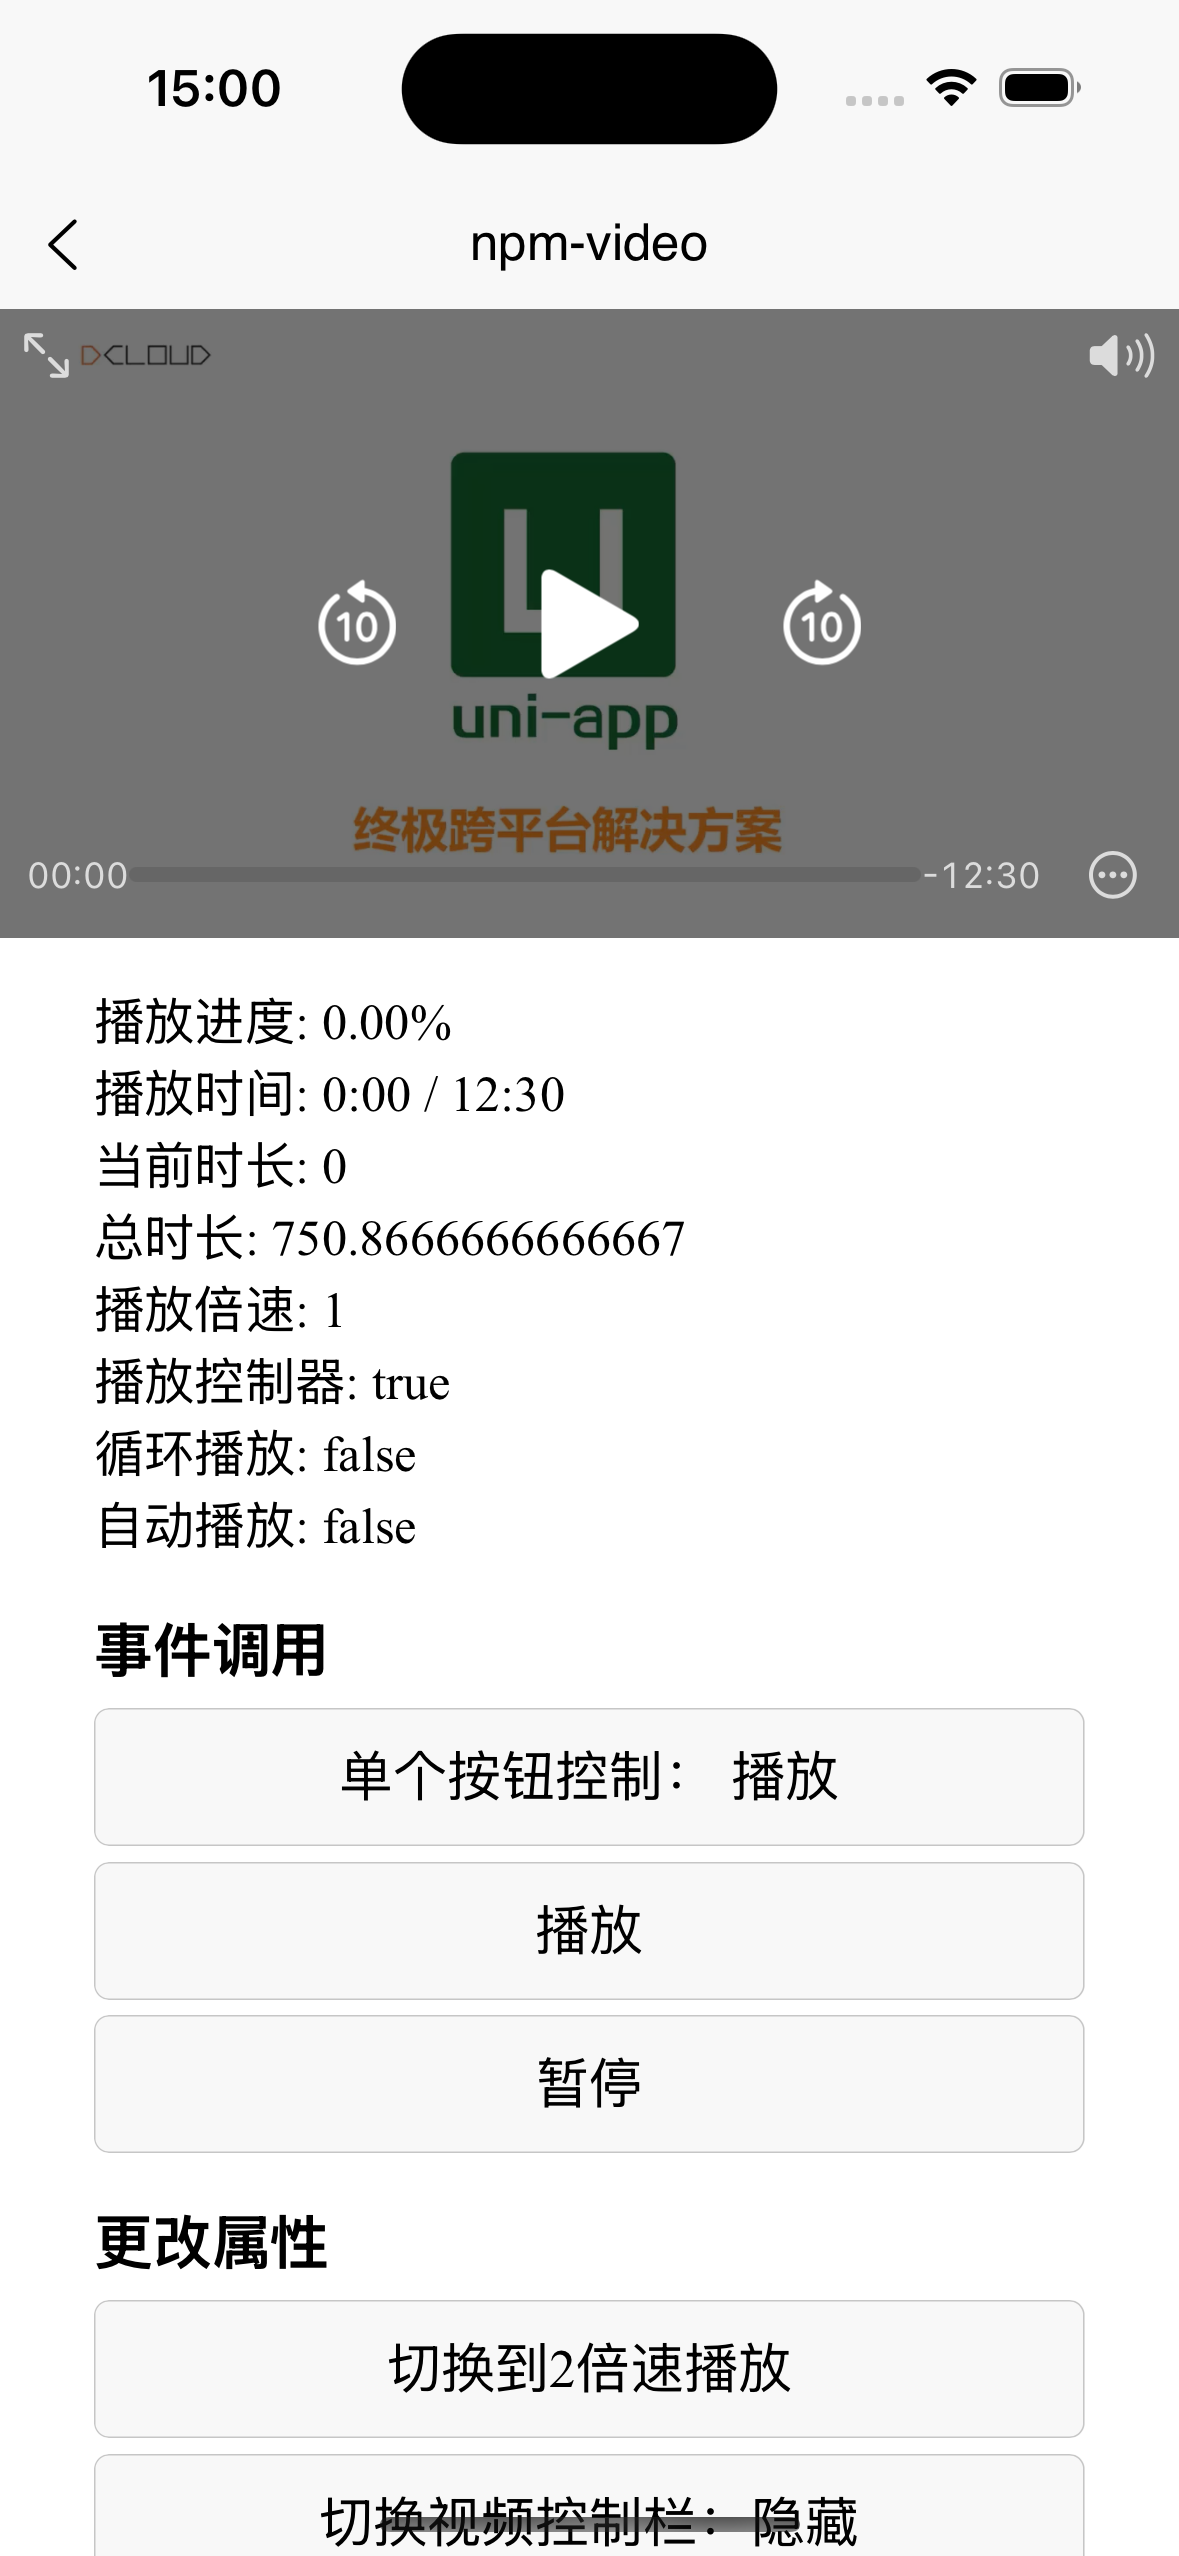 15:00
npm-video
DCLOUD
10
10
uni-app
终极跨平台解决方案
00:00
-12:30
播放进度: 0.00%
播放时间: 0:00 / 12:30
当前时长: 0
总时长: 750.8666666666667
播放倍速: 1
播放控制器: true
循环播放: false
自动播放: false
事件调用
单个按钮控制： 播放
播放
暂停
更改属性
切换到2倍速播放
切换视频控制栏：隐藏